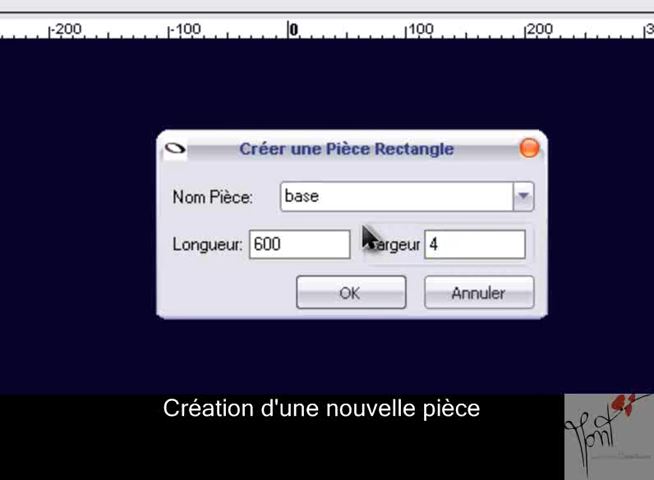 -200 -100 0 100 200
Créer une Pièce Rectangle
Nom Pièce: base
Longueur: 600 argeur 4
OK Annuler
Création d'une nouvelle pièce